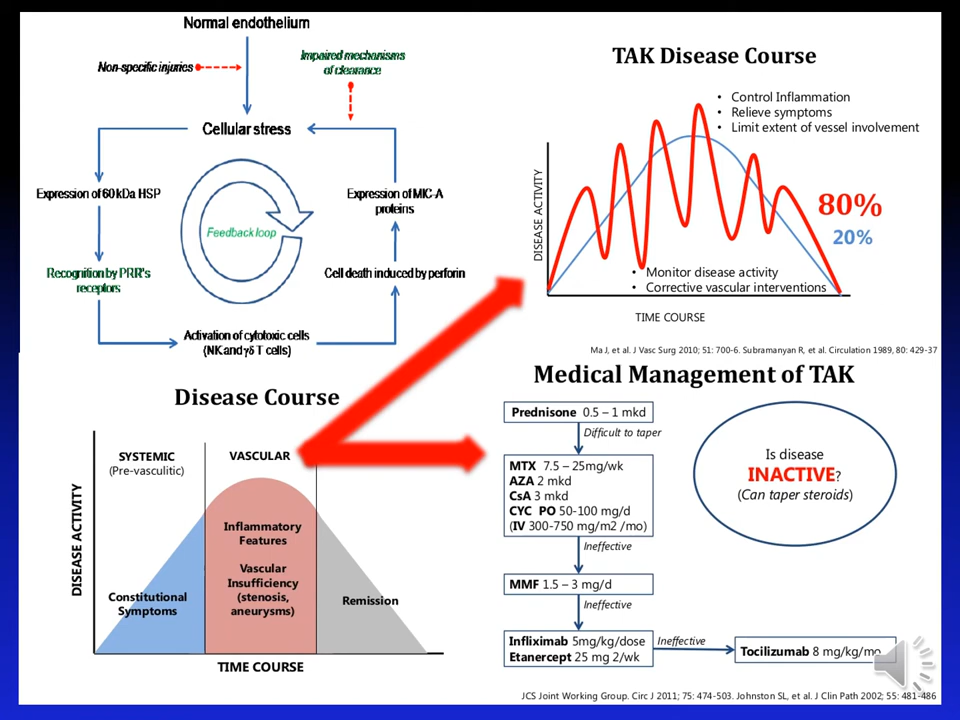 Normal endothelium
Non-specific injuries
Impaired mechanisms
of clearance
Cellular stress
Expression of 60 kDa HSP
Expression of MIC-A
proteins
Feedback loop
Recognition by PRR's
receptors
Cell death induced by perforin
Activation of cytotoxic cells
(NK and γδ T cells)
TAK Disease Course
• Control Inflammation
• Relieve symptoms
• Limit extent of vessel involvement
DISEASE ACTIVITY
80%
20%
• Monitor disease activity
• Corrective vascular interventions
TIME COURSE
Ma J, et al. J Vasc Surg 2010; 51: 700-6. Subramanyan R, et al. Circulation 1989, 80: 429-37
Disease Course
SYSTEMIC
(Pre-vasculitic)
VASCULAR
DISEASE ACTIVITY
Inflammatory
Features
Vascular
Insufficiency
(stenosis,
aneurysms)
Constitutional
Symptoms
Remission
TIME COURSE
Medical Management of TAK
Prednisone 0.5 – 1 mkd
Difficult to taper
MTX 7.5 – 25mg/wk
AZA 2 mkd
CsA 3 mkd
CYC PO 50-100 mg/d
(IV 300-750 mg/m2 /mo)
Ineffective
MMF 1.5 – 3 mg/d
Ineffective
Infliximab 5mg/kg/dose
Etanercept 25 mg 2/wk
Ineffective
Tocilizumab 8 mg/kg/mo
Is disease
INACTIVE?
(Can taper steroids)
JCS Joint Working Group. Circ J 2011; 75: 474-503. Johnston SL, et al. J Clin Path 2002; 55: 481-486